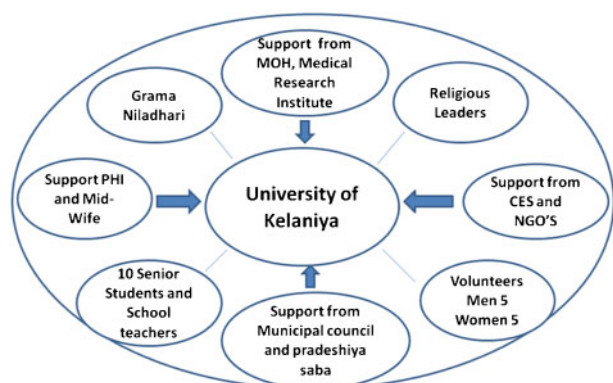 Support from
MOH, Medical
Research
Institute
Grama
Niladhari
Religious
Leaders
Support PHI
and Mid-
Wife
University of
Kelaniya
Support from
CES and
NGO'S
10 Senior
Students and
School
teachers
Support from
Municipal council
and pradeshiya
saba
Volunteers
Men 5
Women 5